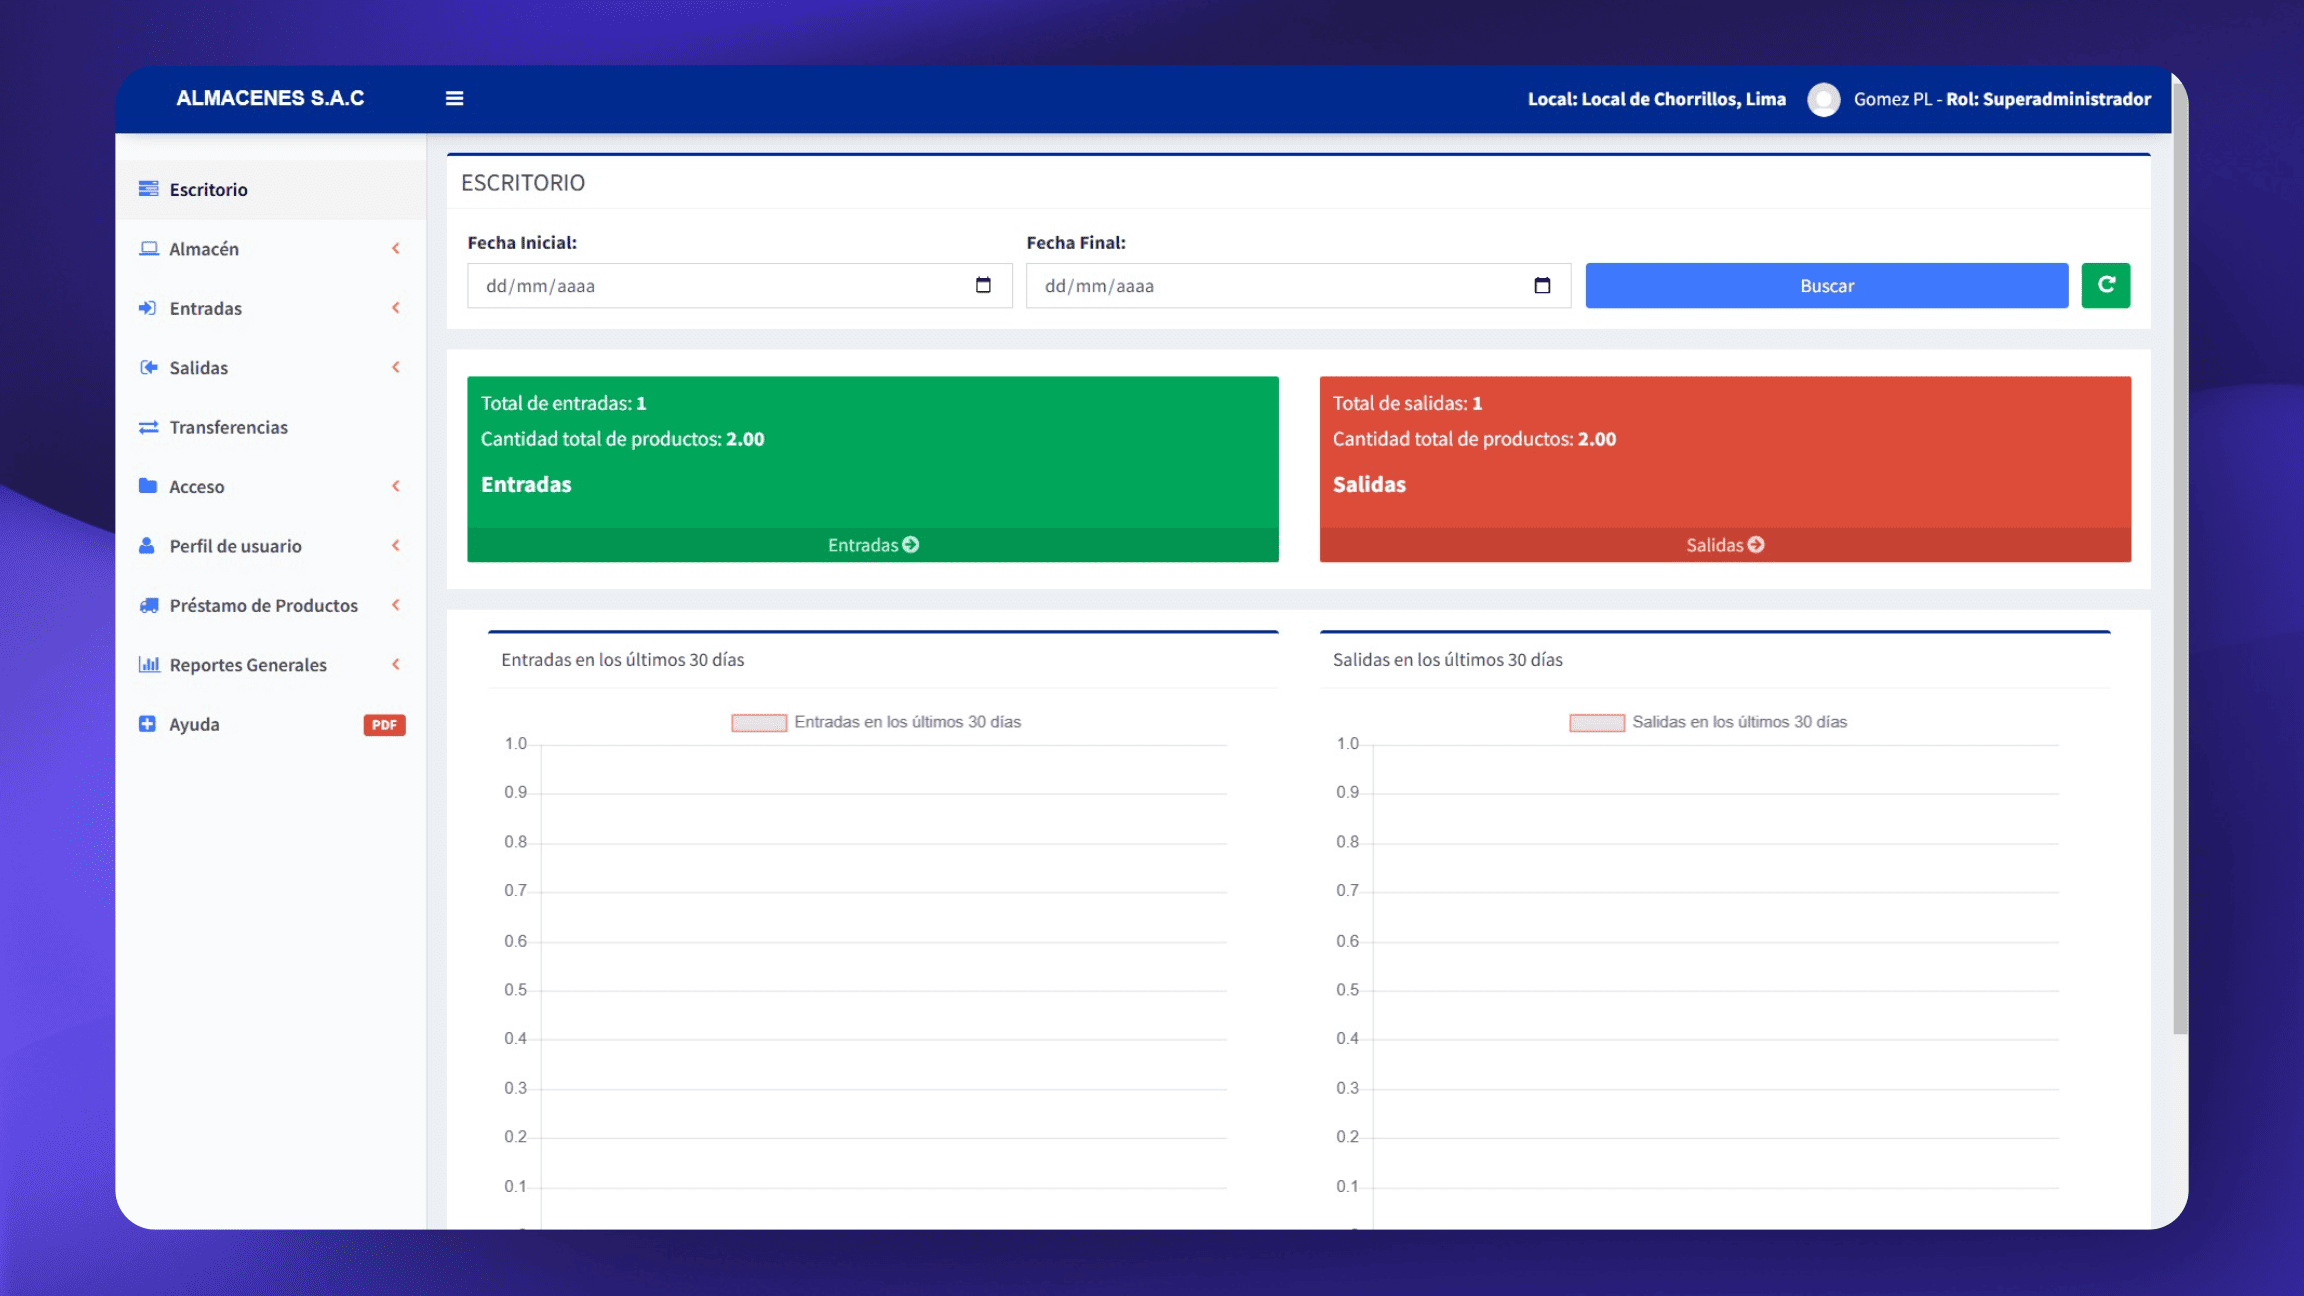 ALMACENES S.A.C
Local: Local de Chorrillos, Lima
Gomez PL - Rol: Superadministrador
Escritorio
Almacén
Entradas
Salidas
Transferencias
Acceso
Perfil de usuario
Préstamo de Productos
Reportes Generales
Ayuda
PDF
ESCRITORIO
Fecha Inicial:
Fecha Final:
dd/mm/aaaa
dd/mm/aaaa
Buscar
Total de entradas: 1
Cantidad total de productos: 2.00
Entradas
Entradas
Total de salidas: 1
Cantidad total de productos: 2.00
Salidas
Salidas
Entradas en los últimos 30 días
Entradas en los últimos 30 días
1.0
0.9
0.8
0.7
0.6
0.5
0.4
0.3
0.2
0.1
Salidas en los últimos 30 días
Salidas en los últimos 30 días
1.0
0.9
0.8
0.7
0.6
0.5
0.4
0.3
0.2
0.1